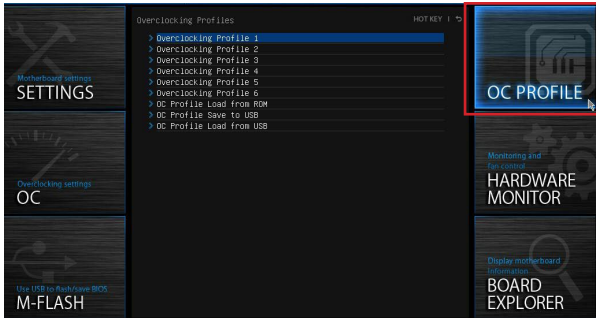 Overclocking Profiles
HOT KEY |
Overclocking Profile 1
Overclocking Profile 2
Overclocking Profile 3
Overclocking Profile 4
Overclocking Profile 5
Overclocking Profile 6
OC Profile Load from ROM
OC Profile Save to USB
OC Profile Load from USB
Motherboard settings
SETTINGS
Overclocking settings
OC
Use USB to flash/save BIOS
M-FLASH
OC PROFILE
Monitoring and
fan control
HARDWARE
MONITOR
Display motherboard
Information
BOARD
EXPLORER